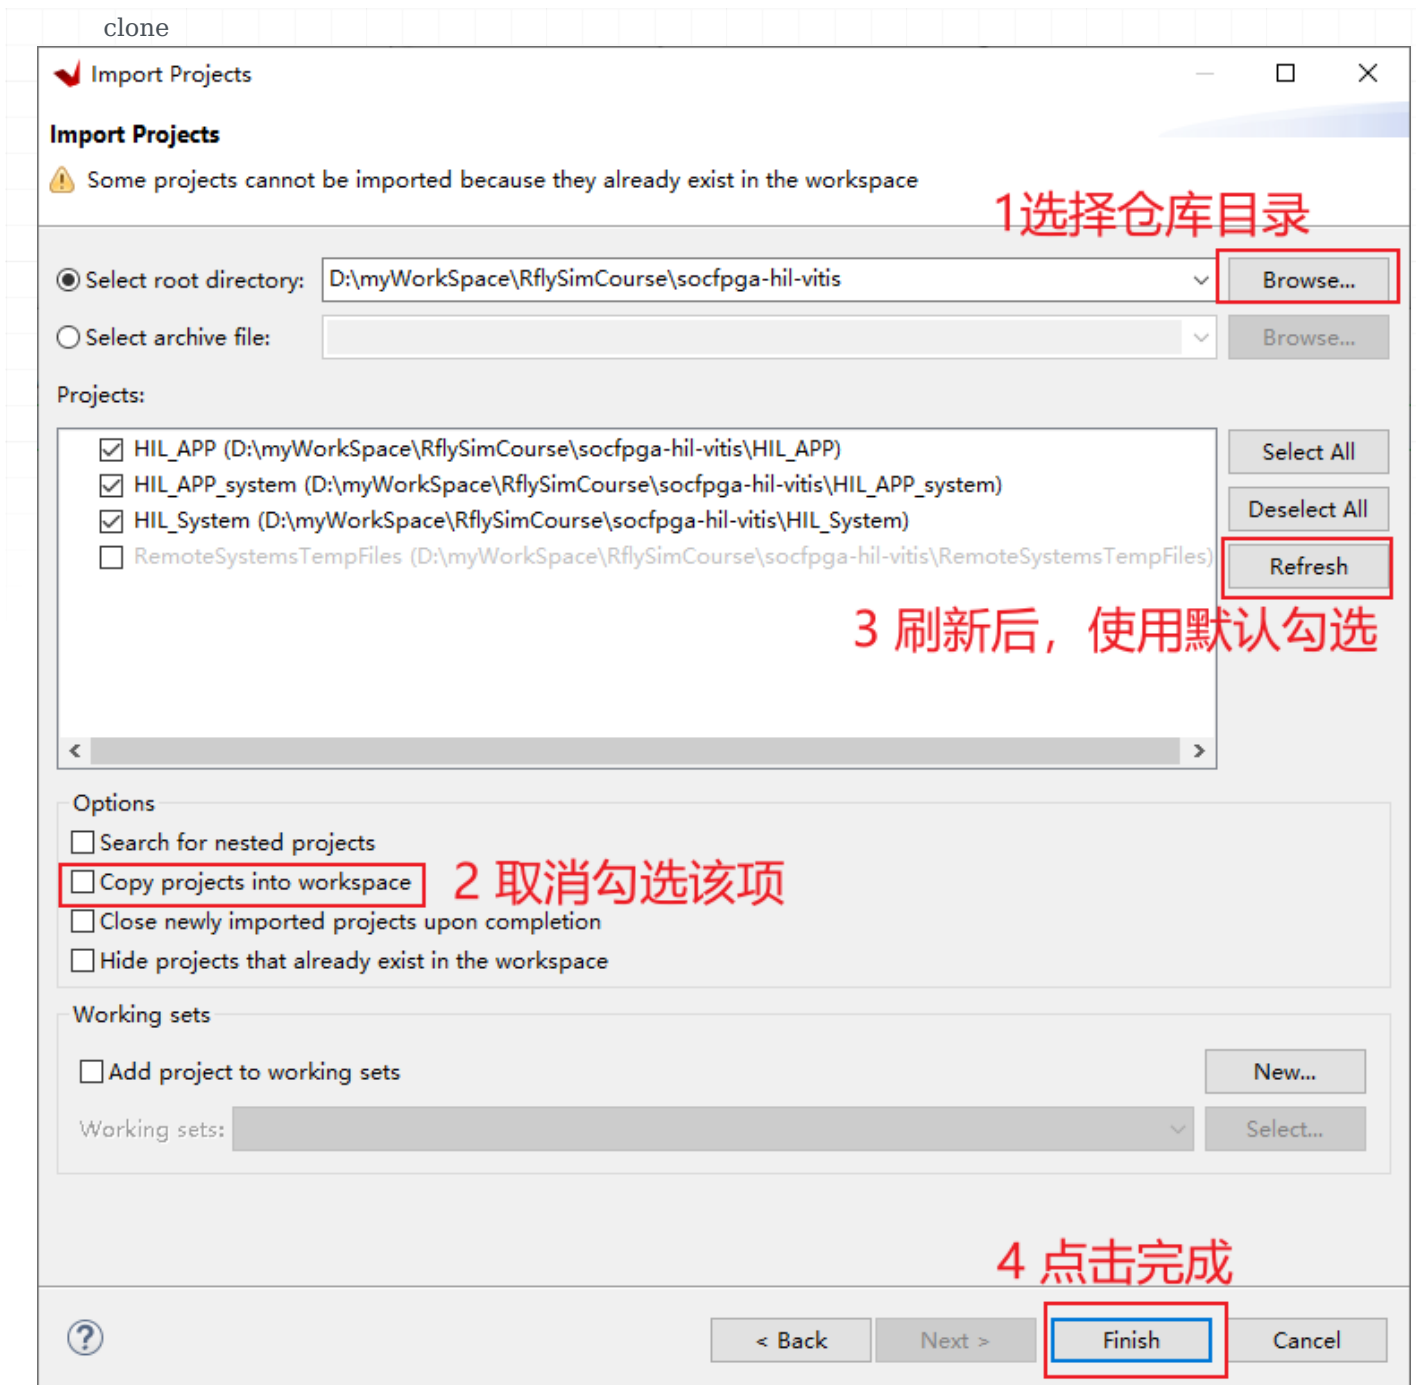 clone
Import Projects
Import Projects
Some projects cannot be imported because they already exist in the workspace
1选择仓库目录
Select root directory:
D:\myWorkSpace\RflySimCourse\socfpga-hil-vitis
Browse...
Select archive file:
Browse...
Projects:
HIL_APP (D:\myWorkSpace\RflySimCourse\socfpga-hil-vitis\HIL_APP)
Select All
HIL_APP_system (D:\myWorkSpace\RflySimCourse\socfpga-hil-vitis\HIL_APP_system)
HIL_System (D:\myWorkSpace\RflySimCourse\socfpga-hil-vitis\HIL_System)
Deselect All
RemoteSystemsTempFiles (D:\myWorkSpace\RflySimCourse\socfpga-hil-vitis\RemoteSystemsTempFiles)
Refresh
3 刷新后，使用默认勾选
Options
Search for nested projects
Copy projects into workspace
2 取消勾选该项
Close newly imported projects upon completion
Hide projects that already exist in the workspace
Working sets
Add project to working sets
New...
Working sets:
Select...
4 点击完成
< Back
Next >
Finish
Cancel